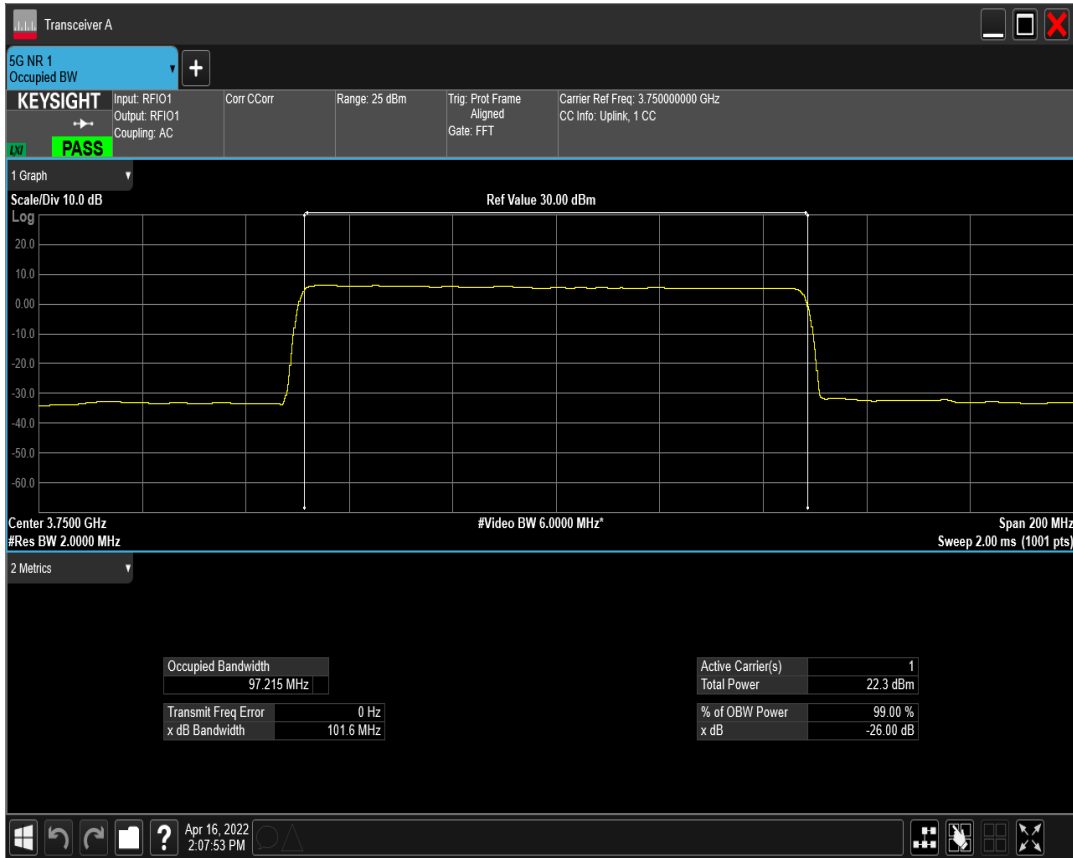 Transceiver A
5G NR 1
Occupied BW
KEYSIGHT
LXI
PASS
Input: RFIO1
Output: RFIO1
Coupling: AC
Corr CCorr
Range: 25 dBm
Trig: Prot Frame
Aligned
Gate: FFT
Carrier Ref Freq: 3.750000000 GHz
CC Info: Uplink, 1 CC
1 Graph
Scale/Div 10.0 dB
Ref Value 30.00 dBm
Log
20.0
10.0
0.00
-10.0
-20.0
-30.0
-40.0
-50.0
-60.0
Center 3.7500 GHz
#Video BW 6.0000 MHz*
Span 200 MHz
#Res BW 2.0000 MHz
Sweep 2.00 ms (1001 pts)
2 Metrics
Occupied Bandwidth
97.215 MHz
Transmit Freq Error 0 Hz
x dB Bandwidth 101.6 MHz
Active Carrier(s) 1
Total Power 22.3 dBm
% of OBW Power 99.00 %
x dB -26.00 dB
?
Apr 16, 2022
2:07:53 PM